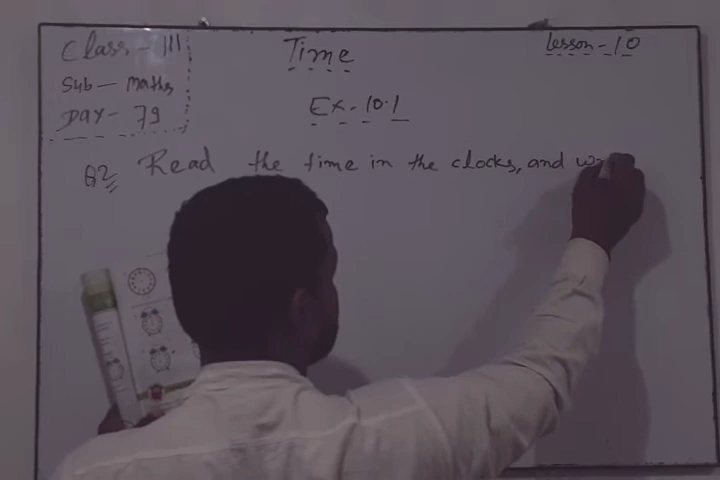 Class - III
Sub - Maths
Day - 79
Time
Lesson - 10
Ex - 10.1
Q2 Read the time in the clocks, and